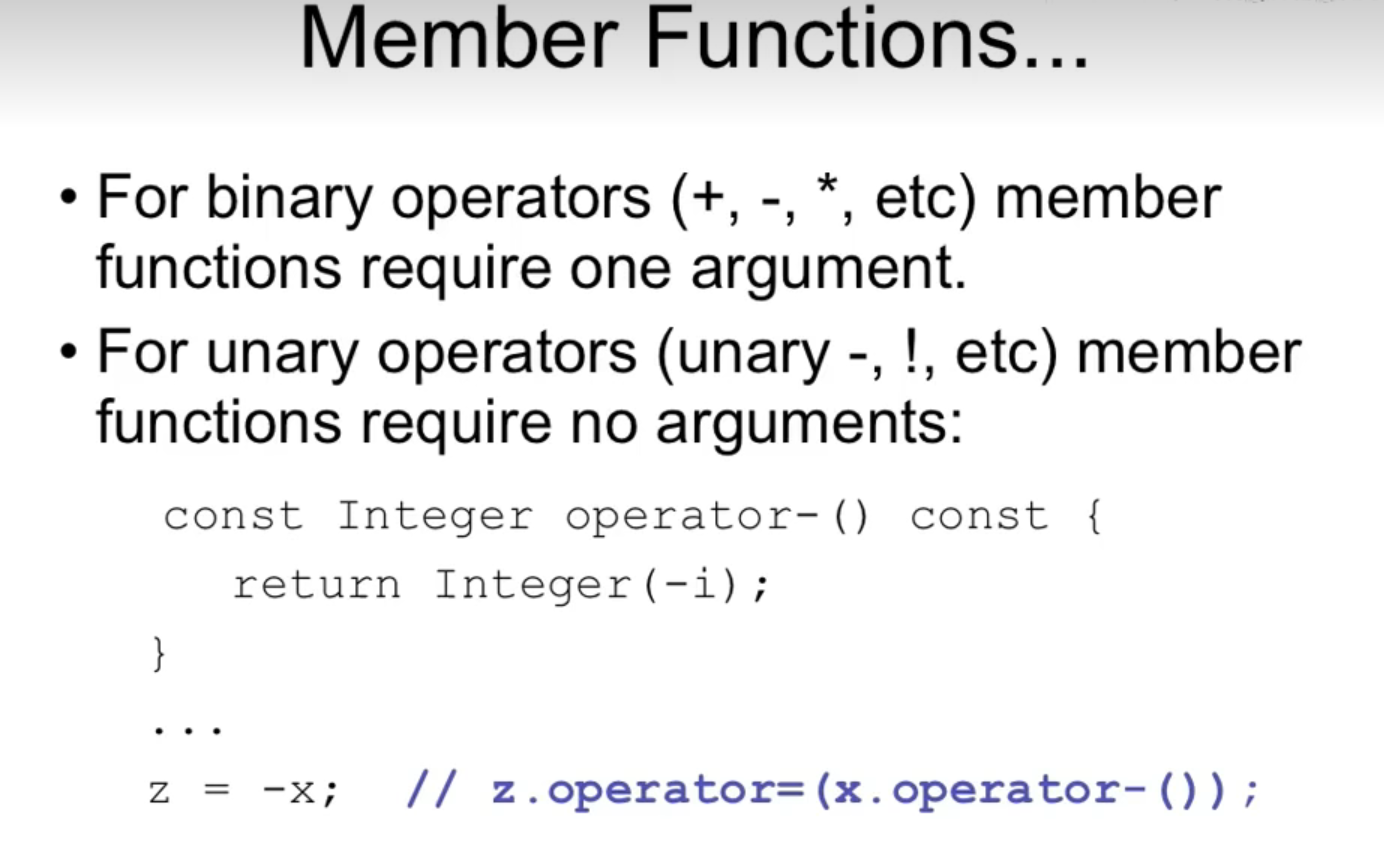 Member Functions...
• For binary operators (+, -, *, etc) member
functions require one argument.
• For unary operators (unary -, !, etc) member
functions require no arguments:
const Integer operator-() const {
return Integer(-i);
}
...
z = -x; // z.operator=(x.operator-());